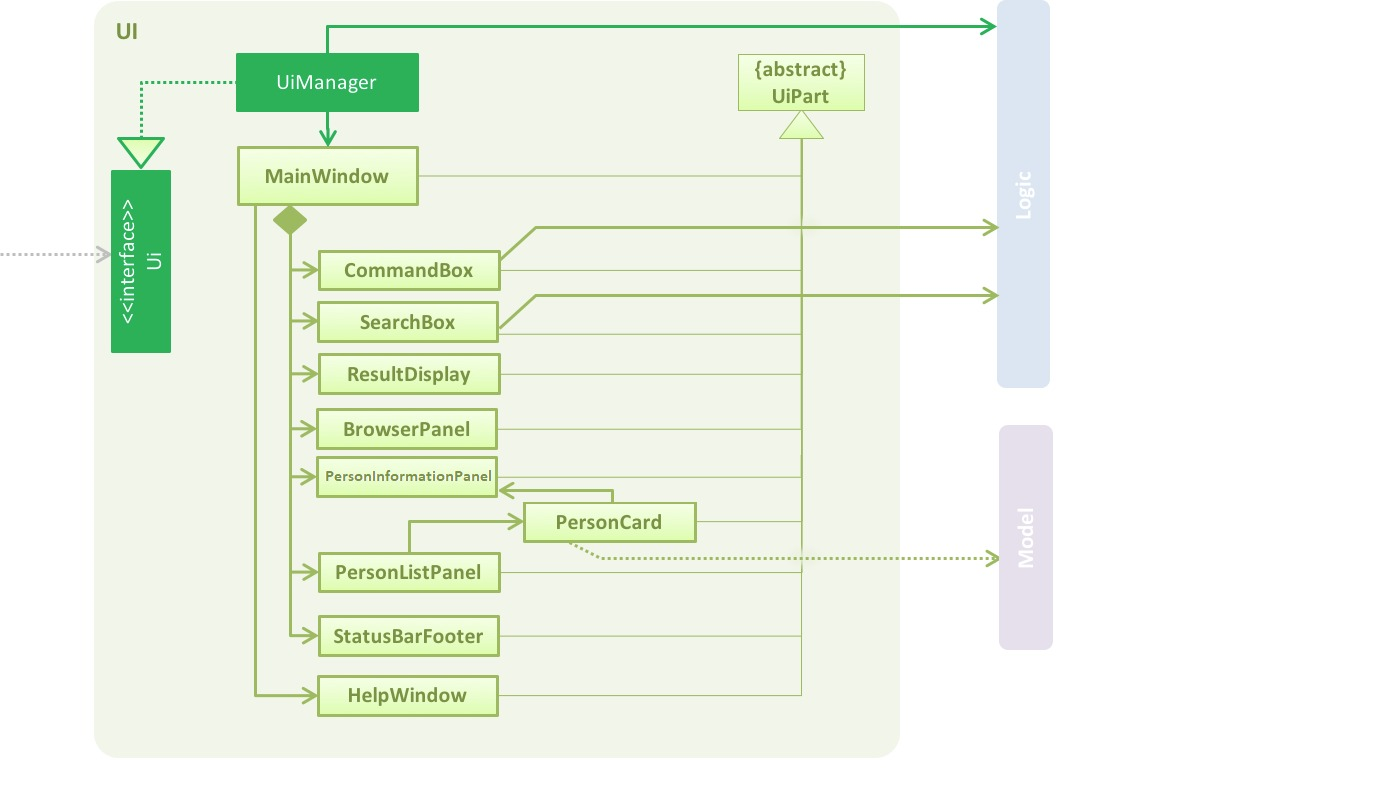 UI
UiManager
{abstract}
UiPart
MainWindow
<<interface>>
Ui
Logic
CommandBox
SearchBox
ResultDisplay
BrowserPanel
PersonInformationPanel
PersonCard
Model
PersonListPanel
StatusBarFooter
HelpWindow